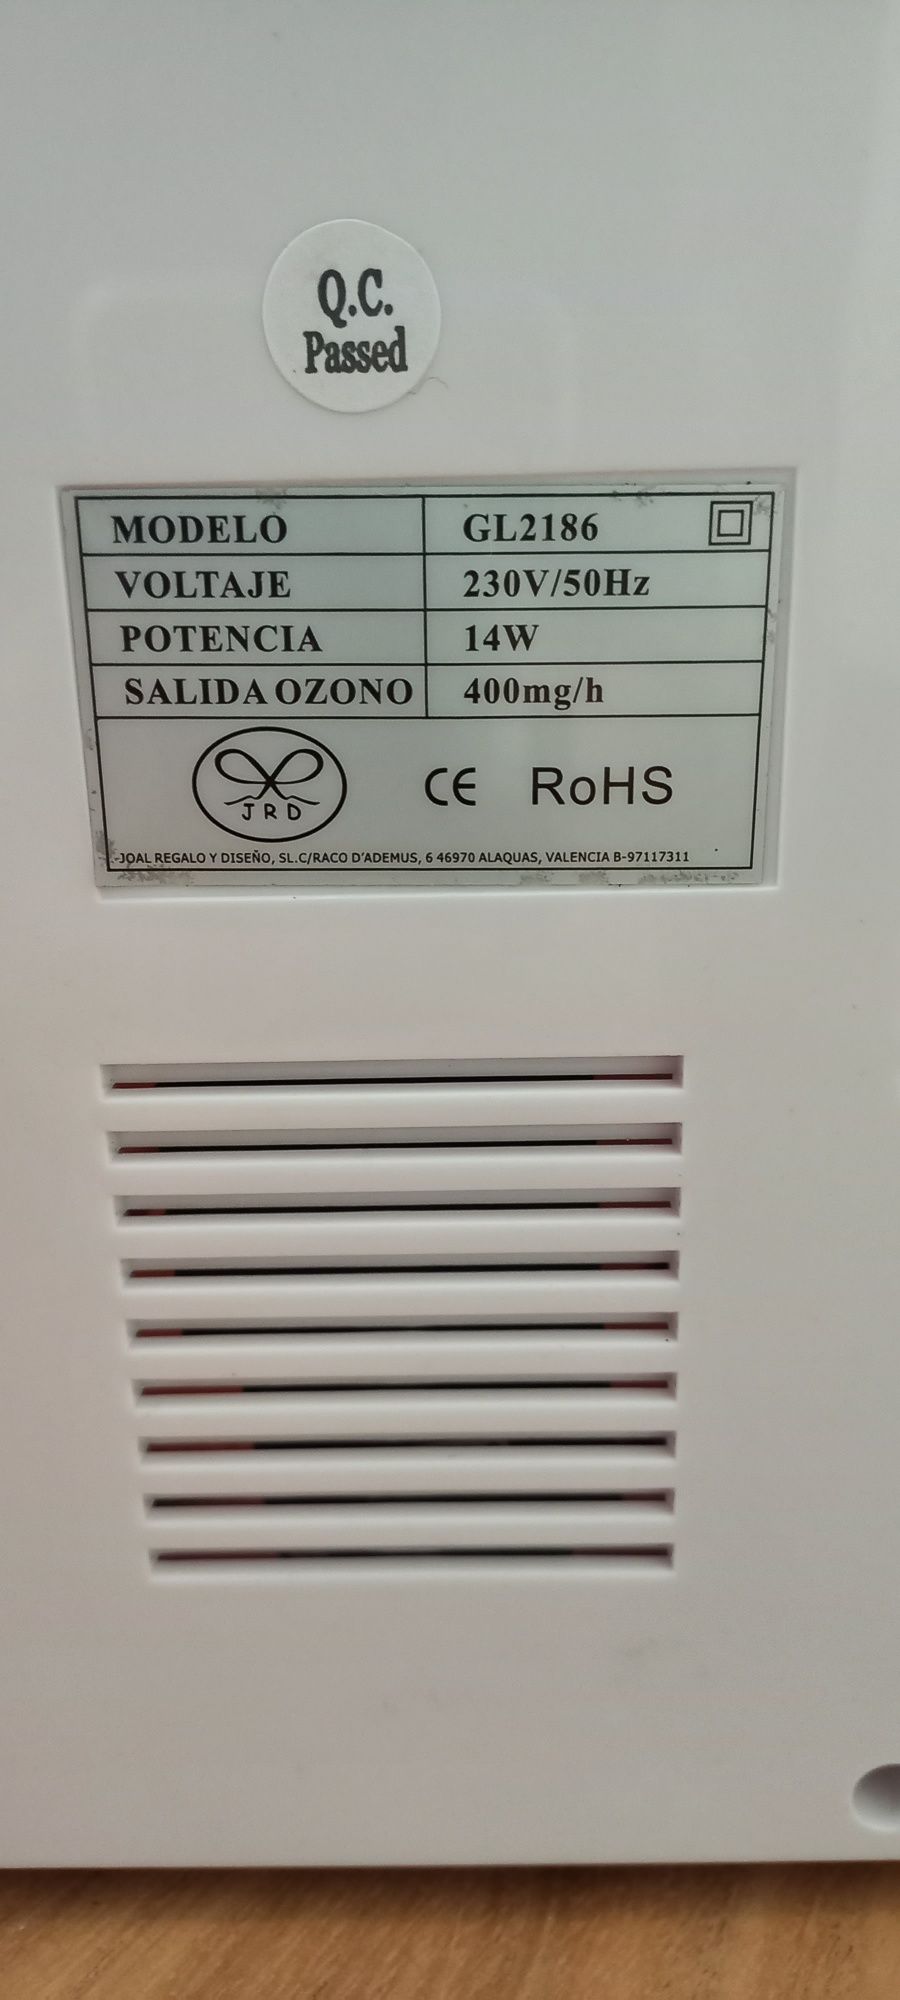 Q.C.
Passed
MODELO GL2186
VOLTAJE 230V/50Hz
POTENCIA 14W
SALIDA OZONO 400mg/h
JRD CE RoHS
-JOAL REGALO Y DISEÑO, SL.C/RACO D'ADEMUS, 6 46970 ALAQUAS, VALENCIA B-97117311